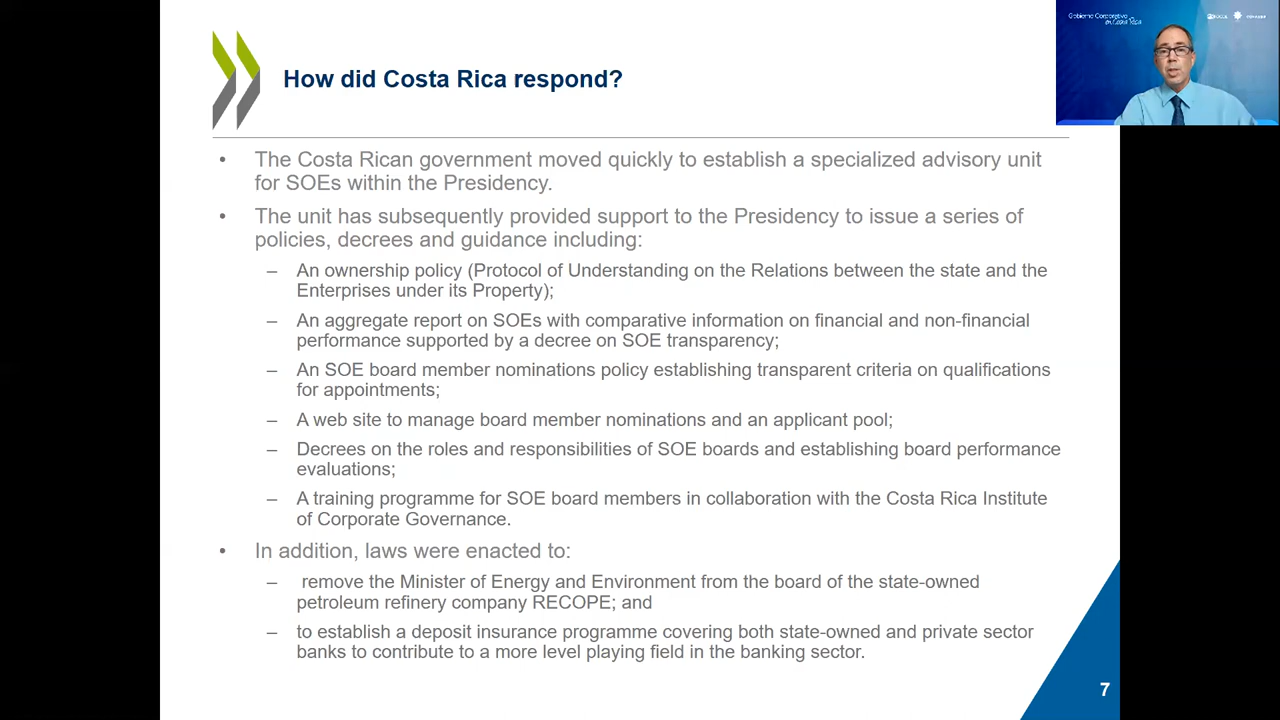 How did Costa Rica respond?
Gobierno Corporativo
en Costa Rica
• The Costa Rican government moved quickly to establish a specialized advisory unit
for SOEs within the Presidency.
• The unit has subsequently provided support to the Presidency to issue a series of
policies, decrees and guidance including:
– An ownership policy (Protocol of Understanding on the Relations between the state and the
Enterprises under its Property);
– An aggregate report on SOEs with comparative information on financial and non-financial
performance supported by a decree on SOE transparency;
– An SOE board member nominations policy establishing transparent criteria on qualifications
for appointments;
– A web site to manage board member nominations and an applicant pool;
– Decrees on the roles and responsibilities of SOE boards and establishing board performance
evaluations;
– A training programme for SOE board members in collaboration with the Costa Rica Institute
of Corporate Governance.
• In addition, laws were enacted to:
– remove the Minister of Energy and Environment from the board of the state-owned
petroleum refinery company RECOPE; and
– to establish a deposit insurance programme covering both state-owned and private sector
banks to contribute to a more level playing field in the banking sector.
7